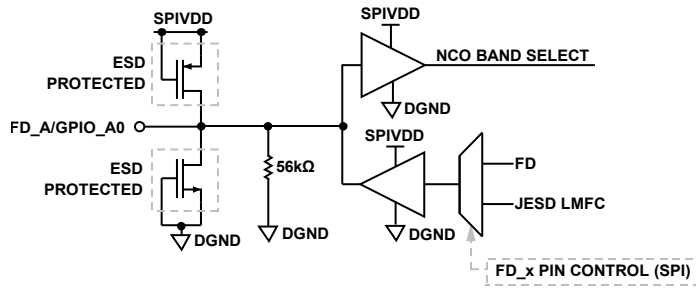 SPIVDD
SPIVDD
NCO BAND SELECT
ESD
PROTECTED
DGND
FD_A/GPIO_A0
SPIVDD
ESD
PROTECTED
56kΩ
FD
JESD LMFC
DGND
DGND
DGND
FD_x PIN CONTROL (SPI)